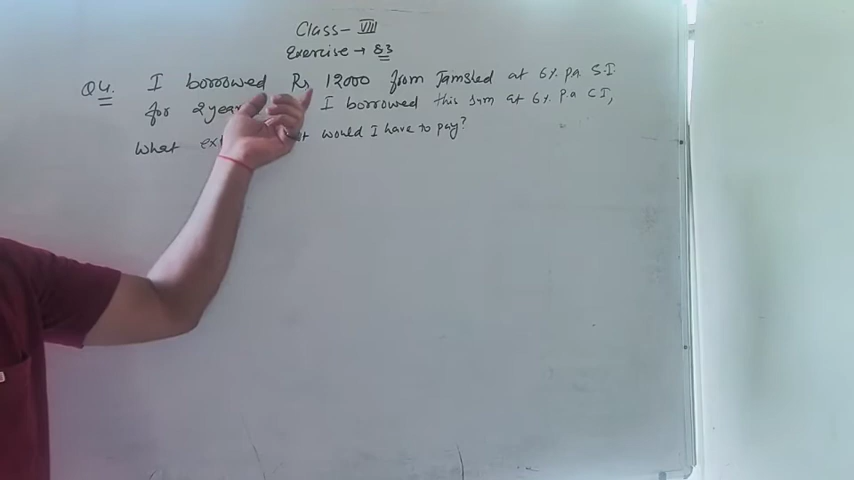 Class- VIII
Exercise → 8.3
Q4. I borrowed Rs 12000 from Jamshed at 6% p.a. S.I.
for 2 year I borrowed this sum at 6% p.a C.I,
What would I have to pay?